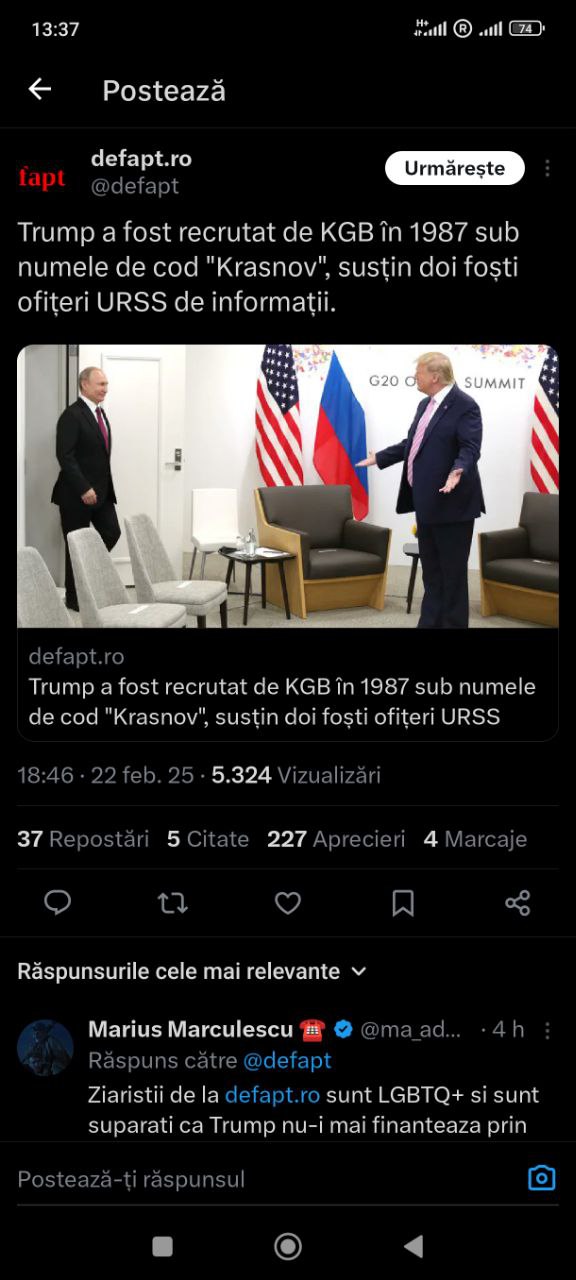 13:37
H+
R
74
Postează
fapt
defapt.ro
@defapt
Urmărește
Trump a fost recrutat de KGB în 1987 sub
numele de cod "Krasnov", susțin doi foști
ofițeri URSS de informații.
G20 O SUMMIT
defapt.ro
Trump a fost recrutat de KGB în 1987 sub numele
de cod "Krasnov", susțin doi foști ofițeri URSS
18:46 · 22 feb. 25 · 5.324 Vizualizări
37 Repostări 5 Citate 227 Aprecieri 4 Marcaje
Răspunsurile cele mai relevante
Marius Marculescu ☎️ @ma_ad... · 4 h
Răspuns către @defapt
Ziaristii de la defapt.ro sunt LGBTQ+ si sunt
suparati ca Trump nu-i mai finanteaza prin
Postează-ți răspunsul